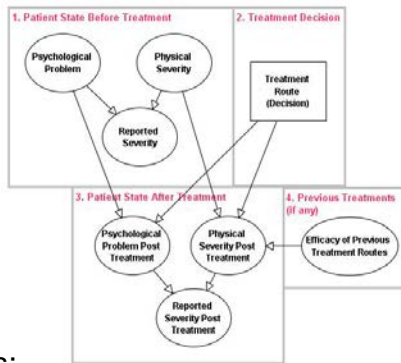 1. Patient State Before Treatment
2. Treatment Decision
Psychological
Problem
Physical
Severity
Treatment
Route
(Decision)
Reported
Severity
3. Patient State After Treatment
4. Previous Treatments
(if any)
Psychological
Problem Post
Treatment
Physical
Severity Post
Treatment
Efficacy of Previous
Treatment Routes
Reported
Severity Post
Treatment